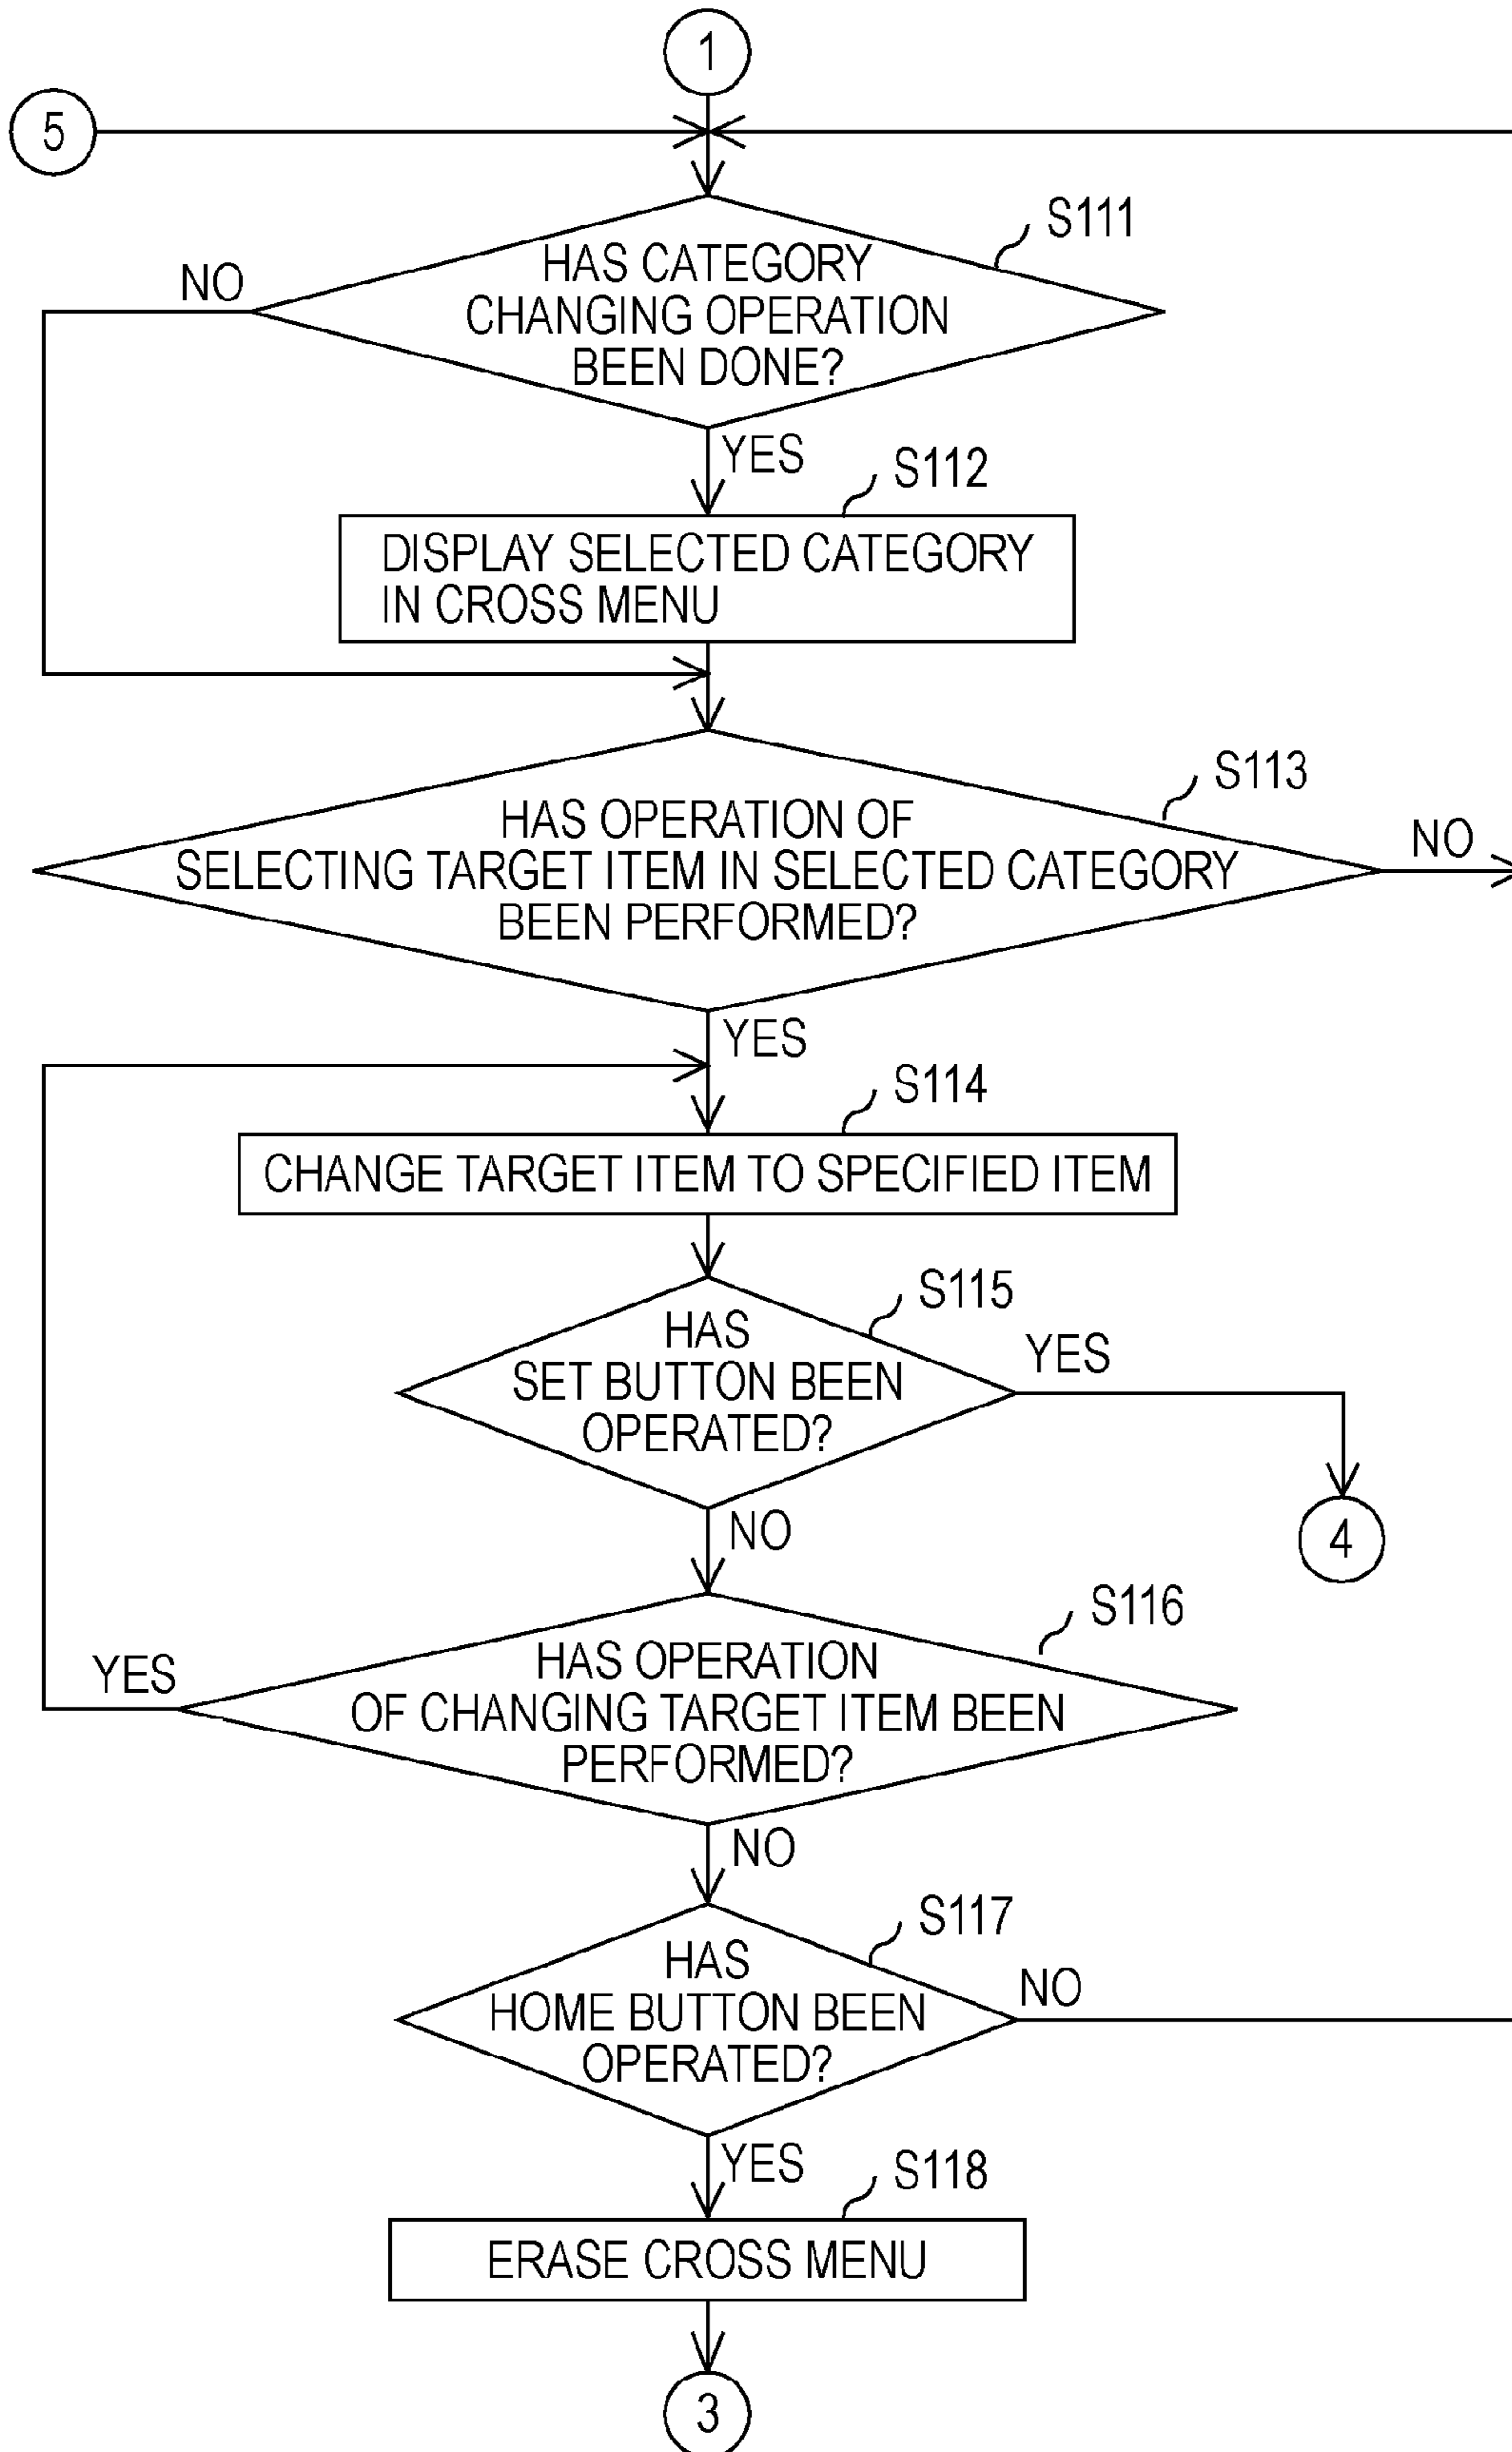 1
5
S111
HAS CATEGORY
CHANGING OPERATION
BEEN DONE?
NO
YES
S112
DISPLAY SELECTED CATEGORY
IN CROSS MENU
S113
HAS OPERATION OF
SELECTING TARGET ITEM IN SELECTED CATEGORY
BEEN PERFORMED?
NO
YES
S114
CHANGE TARGET ITEM TO SPECIFIED ITEM
S115
HAS
SET BUTTON BEEN
OPERATED?
YES
NO
4
S116
HAS OPERATION
OF CHANGING TARGET ITEM BEEN
PERFORMED?
YES
NO
S117
HAS
HOME BUTTON BEEN
OPERATED?
NO
YES
S118
ERASE CROSS MENU
3